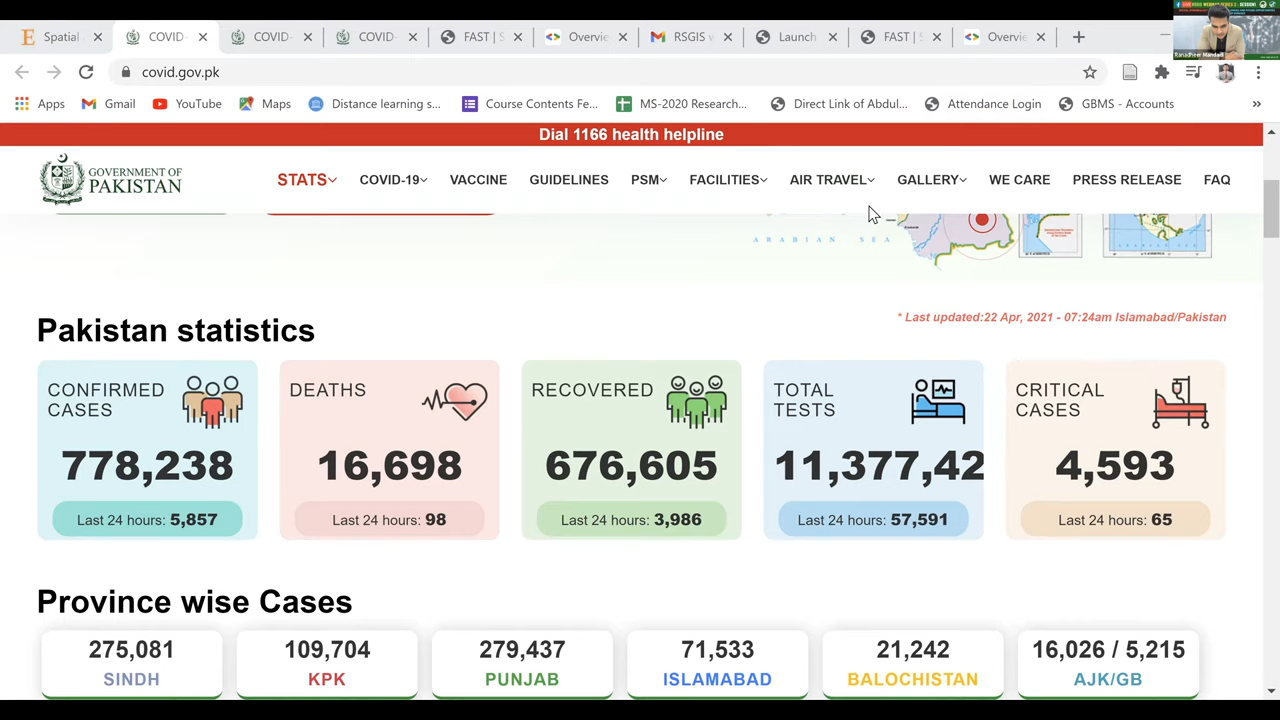 Spatial
COVID-
COVID-
COVID-
FAST | S
Overvie
RSGIS w
Launch
FAST | S
Overvie
covid.gov.pk
Apps
Gmail
YouTube
Maps
Distance learning s...
Course Contents Fe...
MS-2020 Research...
Direct Link of Abdul...
Attendance Login
GBMS - Accounts
»
Dial 1166 health helpline
GOVERNMENT OF
PAKISTAN
STATS
COVID-19
VACCINE
GUIDELINES
PSM
FACILITIES
AIR TRAVEL
GALLERY
WE CARE
PRESS RELEASE
FAQ
ARABIAN SEA
Pakistan statistics
* Last updated:22 Apr, 2021 - 07:24am Islamabad/Pakistan
CONFIRMED
CASES
778,238
Last 24 hours: 5,857
DEATHS
16,698
Last 24 hours: 98
RECOVERED
676,605
Last 24 hours: 3,986
TOTAL
TESTS
11,377,42
Last 24 hours: 57,591
CRITICAL
CASES
4,593
Last 24 hours: 65
Province wise Cases
275,081
SINDH
109,704
KPK
279,437
PUNJAB
71,533
ISLAMABAD
21,242
BALOCHISTAN
16,026 / 5,215
AJK/GB